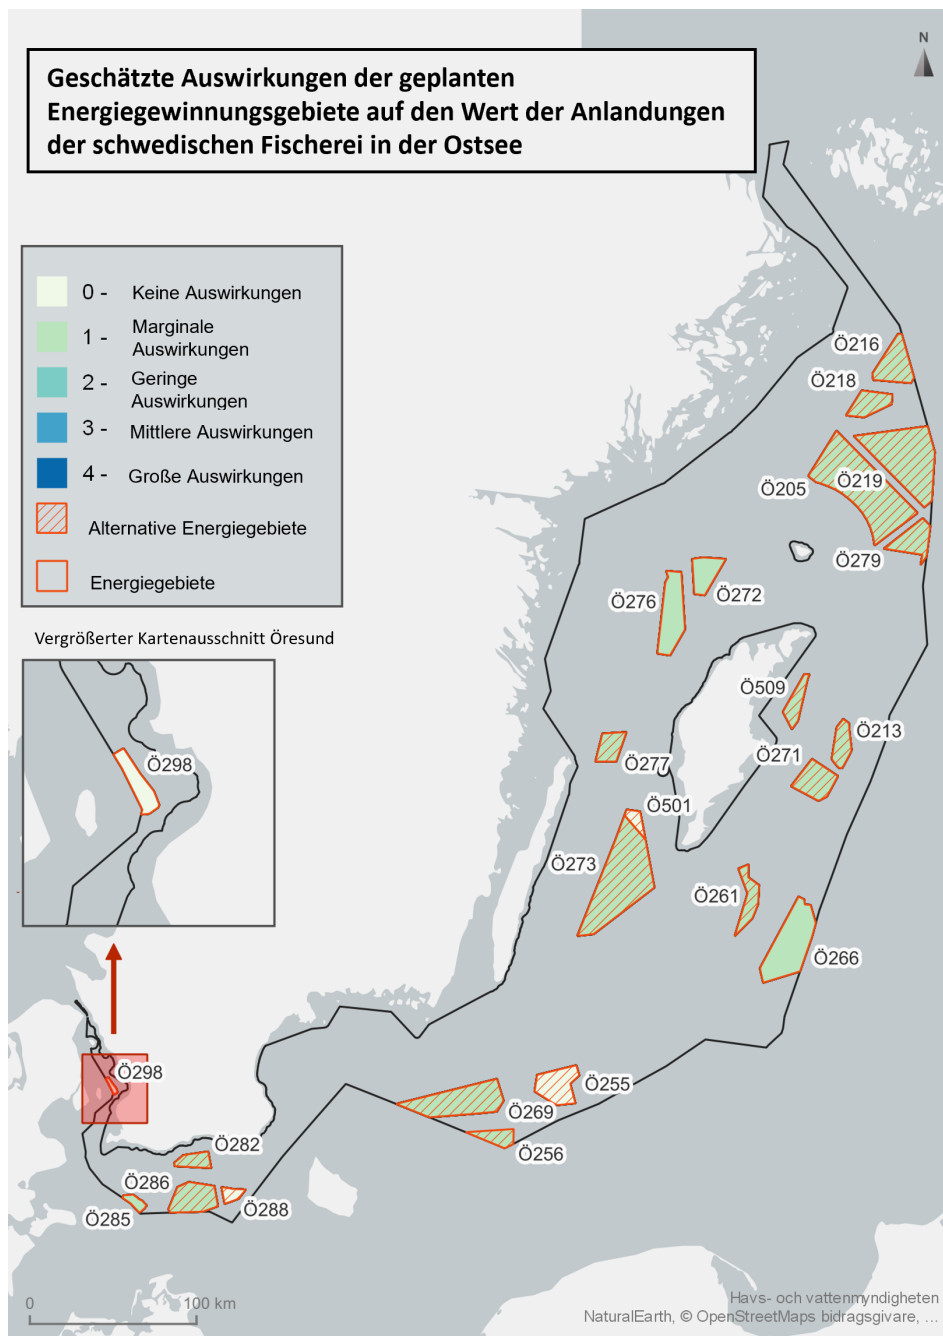 N
Geschätzte Auswirkungen der geplanten
Energiegewinnungsgebiete auf den Wert der Anlandungen
der schwedischen Fischerei in der Ostsee
0 - Keine Auswirkungen
1 - Marginale
Auswirkungen
2 - Geringe
Auswirkungen
3 - Mittlere Auswirkungen
4 - Große Auswirkungen
Alternative Energiegebiete
Energiegebiete
Vergrößerter Kartenausschnitt Öresund
Ö298
Ö216
Ö218
Ö219
Ö205
Ö279
Ö272
Ö276
Ö509
Ö213
Ö271
Ö277
Ö501
Ö273
Ö261
Ö266
Ö298
Ö255
Ö269
Ö256
Ö282
Ö286
Ö288
Ö285
0 100 km
Havs- och vattenmyndigheten
NaturalEarth, © OpenStreetMaps bidragsgivare, ...